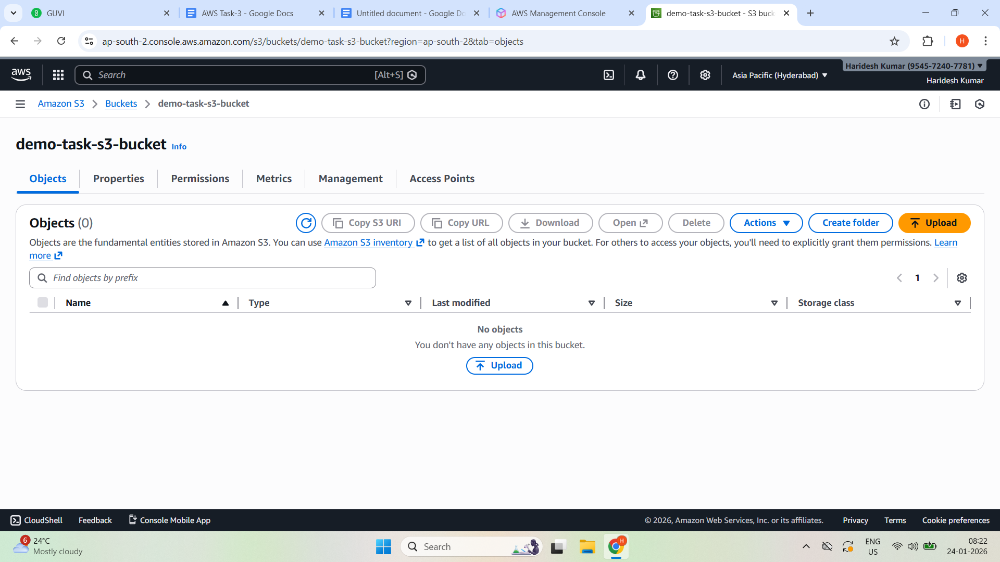 GUVI
AWS Task-3 - Google Docs
Untitled document - Google Do
AWS Management Console
demo-task-s3-bucket - S3 buck
ap-south-2.console.aws.amazon.com/s3/buckets/demo-task-s3-bucket?region=ap-south-2&tab=objects
H
aws
Search
[Alt+S]
Asia Pacific (Hyderabad)
Haridesh Kumar (9545-7240-7781)
Haridesh Kumar
Amazon S3
Buckets
demo-task-s3-bucket
demo-task-s3-bucket Info
Objects
Properties
Permissions
Metrics
Management
Access Points
Objects (0)
Copy S3 URI
Copy URL
Download
Open
Delete
Actions
Create folder
Upload
Objects are the fundamental entities stored in Amazon S3. You can use Amazon S3 inventory to get a list of all objects in your bucket. For others to access your objects, you'll need to explicitly grant them permissions. Learn
more
Find objects by prefix
1
Name
Type
Last modified
Size
Storage class
No objects
You don't have any objects in this bucket.
Upload
CloudShell
Feedback
Console Mobile App
© 2026, Amazon Web Services, Inc. or its affiliates.
Privacy
Terms
Cookie preferences
6
24°C
Mostly cloudy
Search
H
ENG
US
08:22
24-01-2026